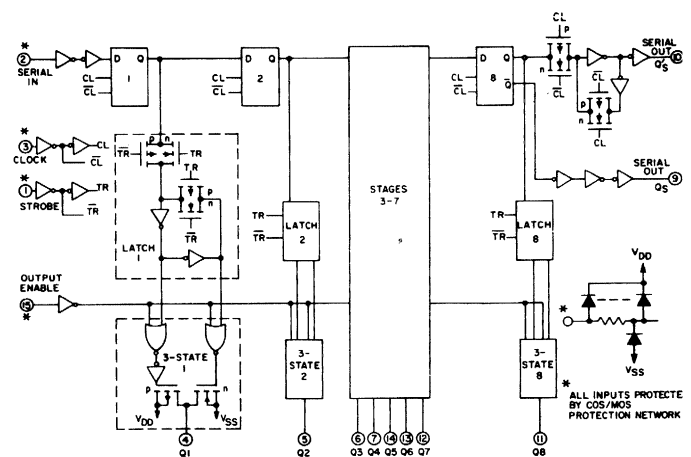 CL
p
n
CL
*
2
SERIAL
IN
D Q
CL
CL
1
D Q
CL
CL
2
D Q
CL
CL
8
Q
SERIAL
OUT
10
Q'S
CL
p
n
CL
*
3
CLOCK
CL
CL
*
1
STROBE
TR
TR
p n
TR
TR
TR
p
n
TR
LATCH
1
TR
TR
LATCH
2
STAGES
3-7
TR
TR
LATCH
8
SERIAL
OUT
9
QS
OUTPUT
ENABLE
15
*
3-STATE
1
p
n
VDD
VSS
4
Q1
3-
STATE
2
5
Q2
6 7 14 13 12
Q3 Q4 Q5 Q6 Q7
3-
STATE
8
11
Q8
VDD
*
VSS
*
ALL INPUTS PROTECTE
BY COS/MOS
PROTECTION NETWORK